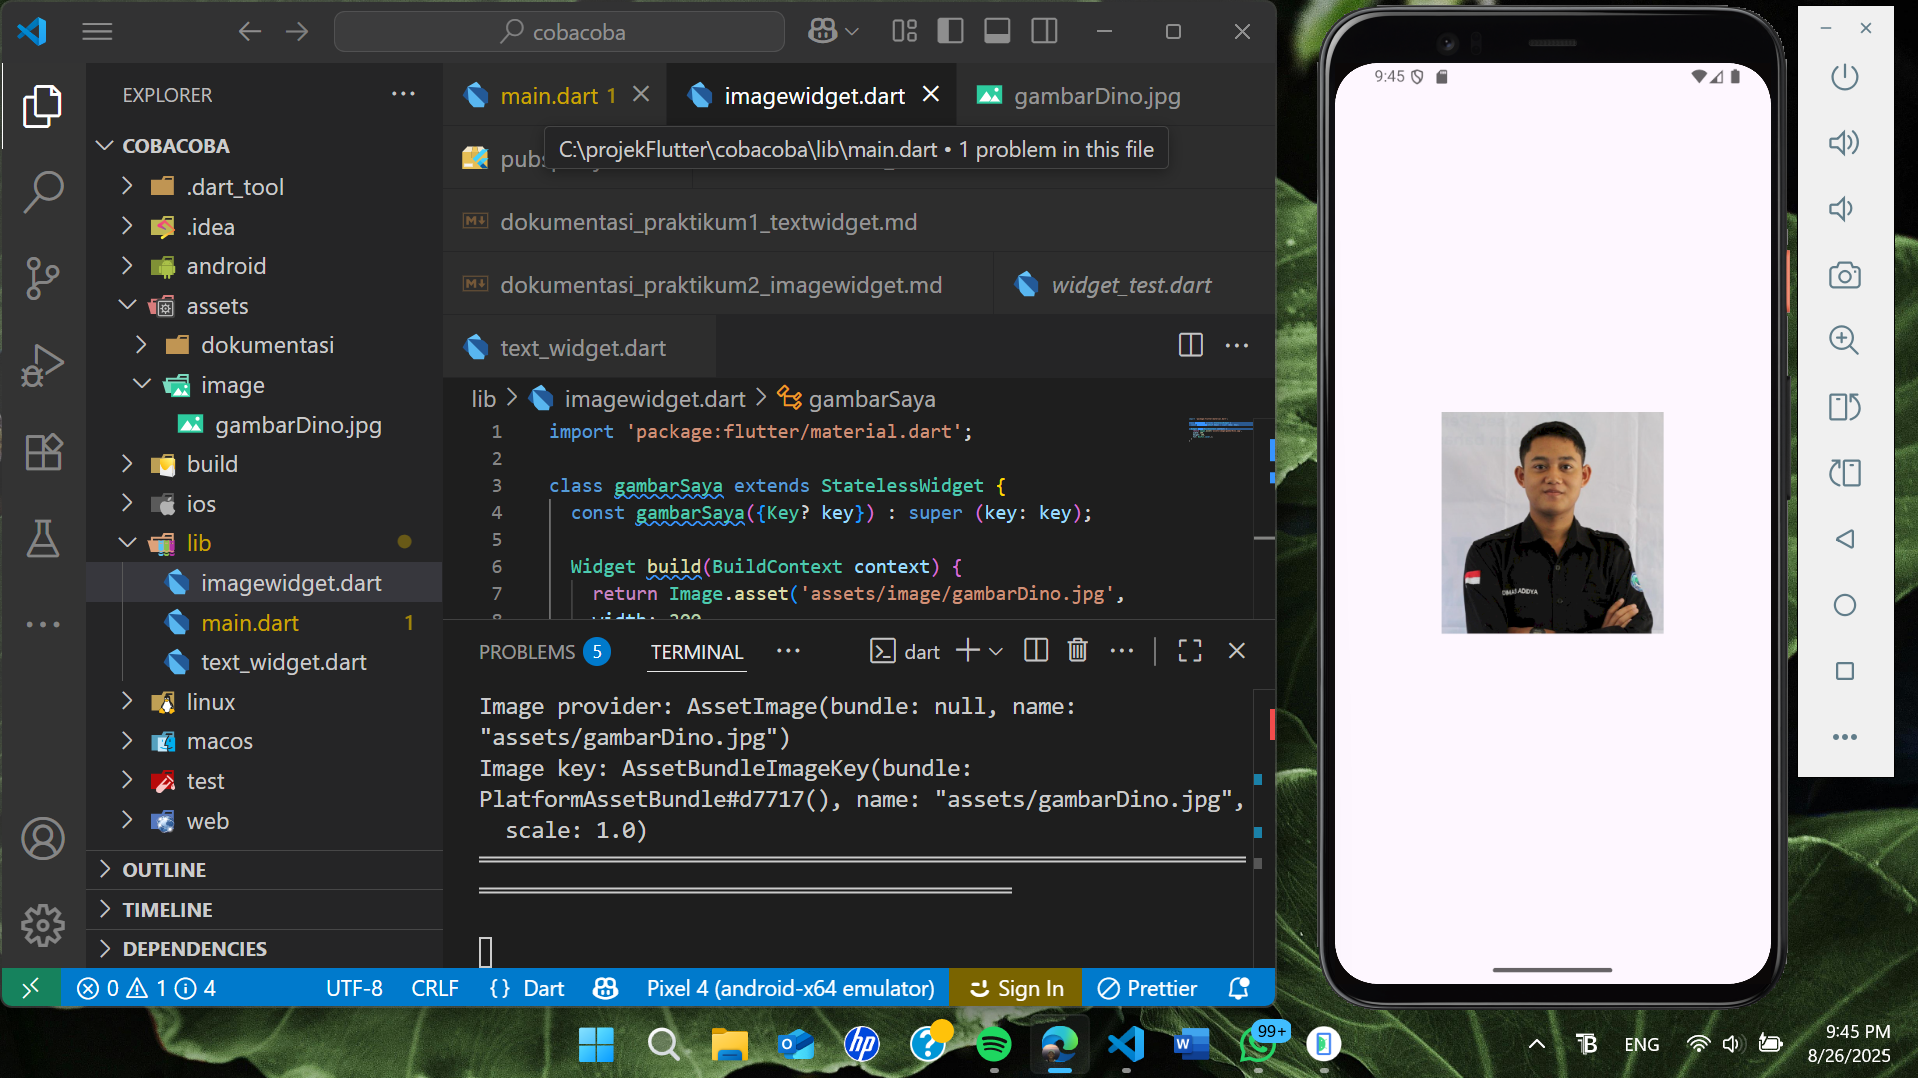 cobacoba
EXPLORER
COBACOBA
.dart_tool
.idea
android
assets
dokumentasi
image
gambarDino.jpg
build
ios
lib
imagewidget.dart
main.dart 1
text_widget.dart
linux
macos
test
web
OUTLINE
TIMELINE
DEPENDENCIES
main.dart 1
imagewidget.dart
gambarDino.jpg
pubs
C:\projekFlutter\cobacoba\lib\main.dart • 1 problem in this file
dokumentasi_praktikum1_textwidget.md
dokumentasi_praktikum2_imagewidget.md
widget_test.dart
text_widget.dart
lib > imagewidget.dart > gambarSaya
1 import 'package:flutter/material.dart';
2
3 class gambarSaya extends StatelessWidget {
4 const gambarSaya({Key? key}) : super (key: key);
5
6 Widget build(BuildContext context) {
7 return Image.asset('assets/image/gambarDino.jpg',
PROBLEMS 5
TERMINAL
dart
Image provider: AssetImage(bundle: null, name:
"assets/gambarDino.jpg")
Image key: AssetBundleImageKey(bundle:
PlatformAssetBundle#d7717(), name: "assets/gambarDino.jpg",
scale: 1.0)
0 1 4
UTF-8
CRLF
{} Dart
Pixel 4 (android-x64 emulator)
Sign In
Prettier
9:45
99+
ENG
9:45 PM
8/26/2025